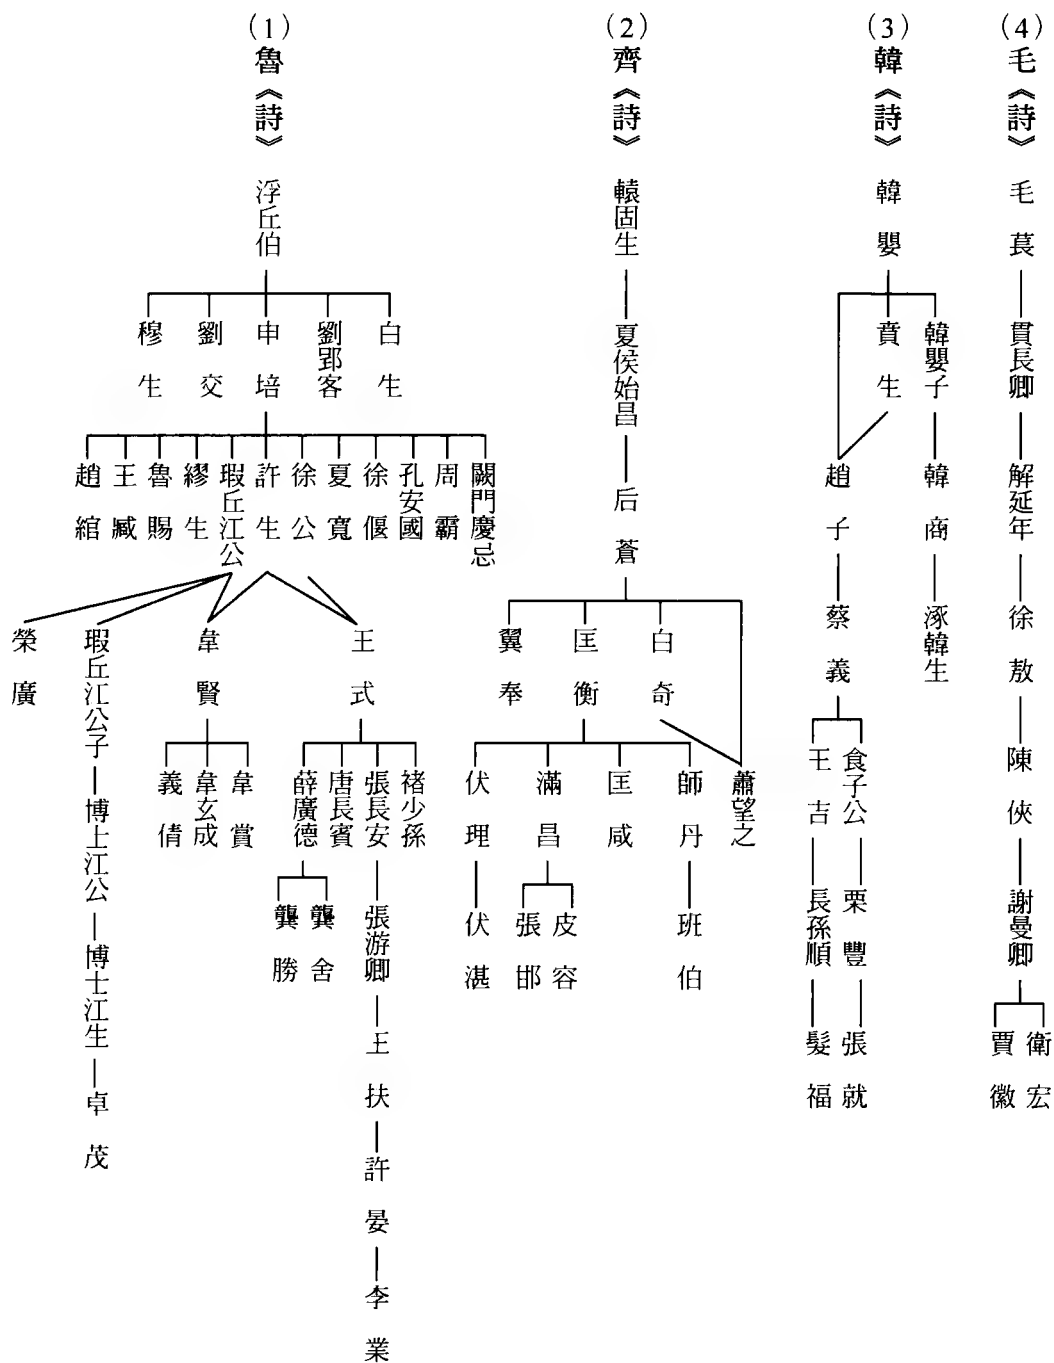 (1)
魯《詩》
浮丘伯
穆生
劉交
申培
劉郢客
白生
趙綰
王臧
魯賜
繆生
瑕丘江公
許生
徐公
夏寬
徐偃
孔安國
周霸
闕門慶忌
榮廣
瑕丘江公子
博上江公
博士江生
卓茂
韋賢
義倩
韋玄成
韋賞
王式
薛廣德
唐長賓
張長安
褚少孫
龔勝
龔舍
張游卿
王扶
許晏
李業
(2)
齊《詩》
轅固生
夏侯始昌
后蒼
翼奉
匡衡
白奇
蕭望之
伏理
滿昌
匡咸
師丹
伏湛
張邯
皮容
班伯
(3)
韓《詩》
韓嬰
賁生
韓嬰子
趙子
韓商
涿韓生
蔡義
王吉
食子公
長孫順
栗豐
髮福
張就
(4)
毛《詩》
毛萇
貫長卿
解延年
徐敖
陳俠
謝曼卿
賈徽
衛宏